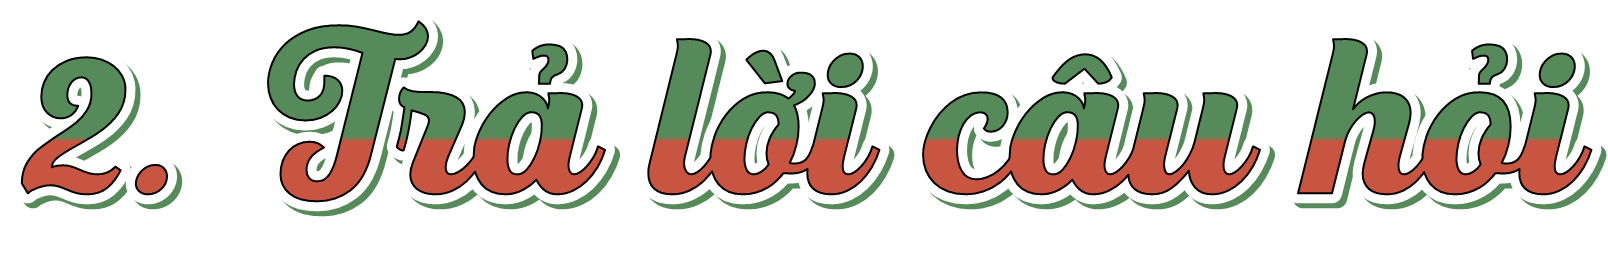 2. Trả lời câu hỏi